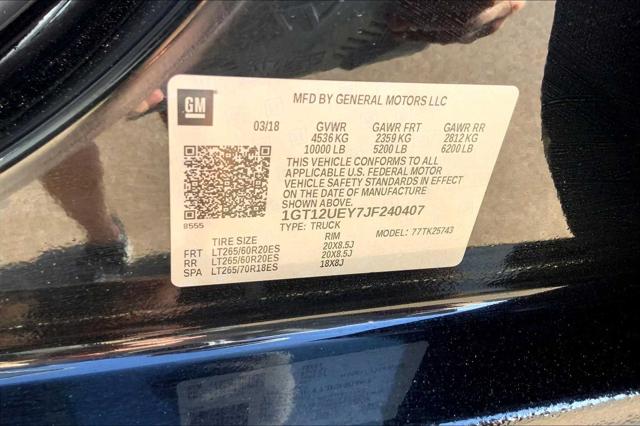 GM
MFD BY GENERAL MOTORS LLC
03/18 GVWR GAWR FRT GAWR RR
4536 KG 2359 KG 2812 KG
10000 LB 5200 LB 6200 LB
THIS VEHICLE CONFORMS TO ALL
APPLICABLE U.S. FEDERAL MOTOR
VEHICLE SAFETY STANDARDS IN EFFECT
ON THE DATE OF MANUFACTURE
SHOWN ABOVE.
1GT12UEY7JF240407
8555
TYPE: TRUCK MODEL: 77TK25743
TIRE SIZE RIM
FRT LT265/60R20ES 20X8.5J
RR LT265/60R20ES 20X8.5J
SPA LT265/70R18ES 18X8J